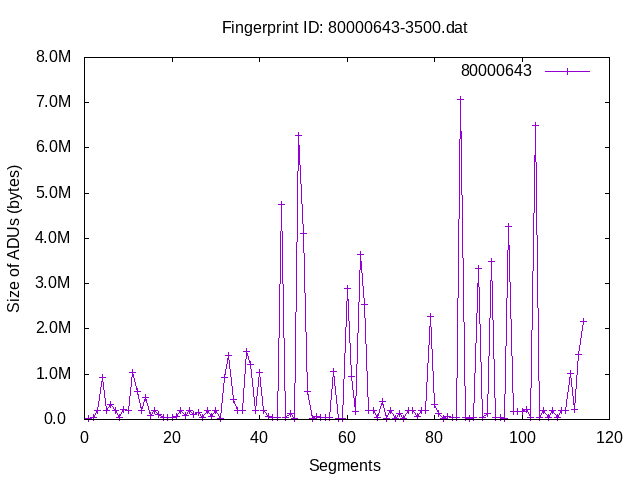 Fingerprint ID: 80000643-3500.dat
80000643
8.0M
7.0M
6.0M
5.0M
4.0M
3.0M
2.0M
1.0M
0.0
Size of ADUs (bytes)
0 20 40 60 80 100 120
Segments